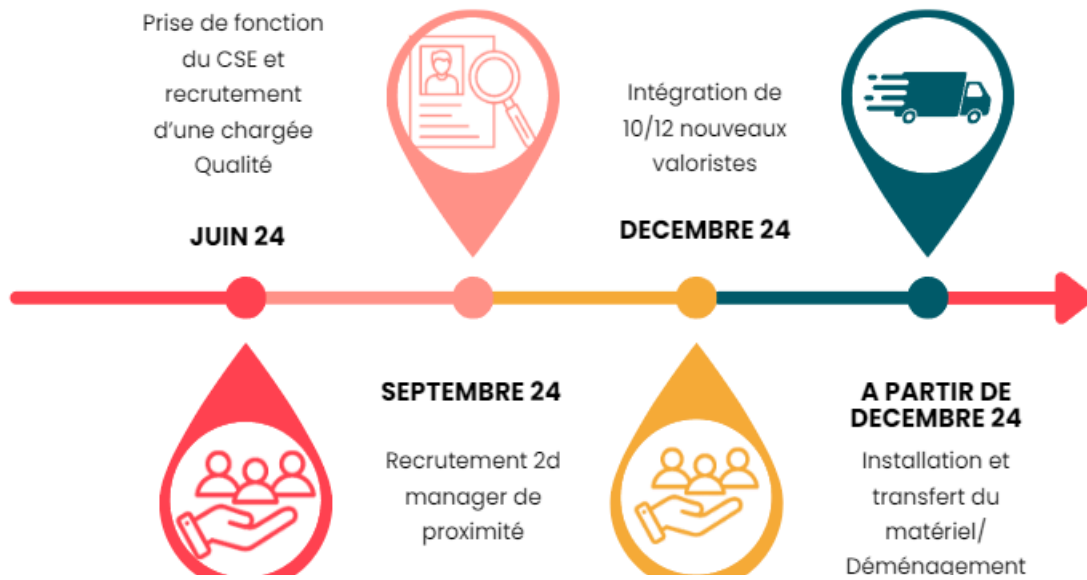 Prise de fonction
du CSE et
recrutement
d'une chargée
Qualité
JUIN 24
SEPTEMBRE 24
Recrutement 2d
manager de
proximité
Intégration de
10/12 nouveaux
valoristes
DECEMBRE 24
A PARTIR DE
DECEMBRE 24
Installation et
transfert du
matériel/
Déménagement